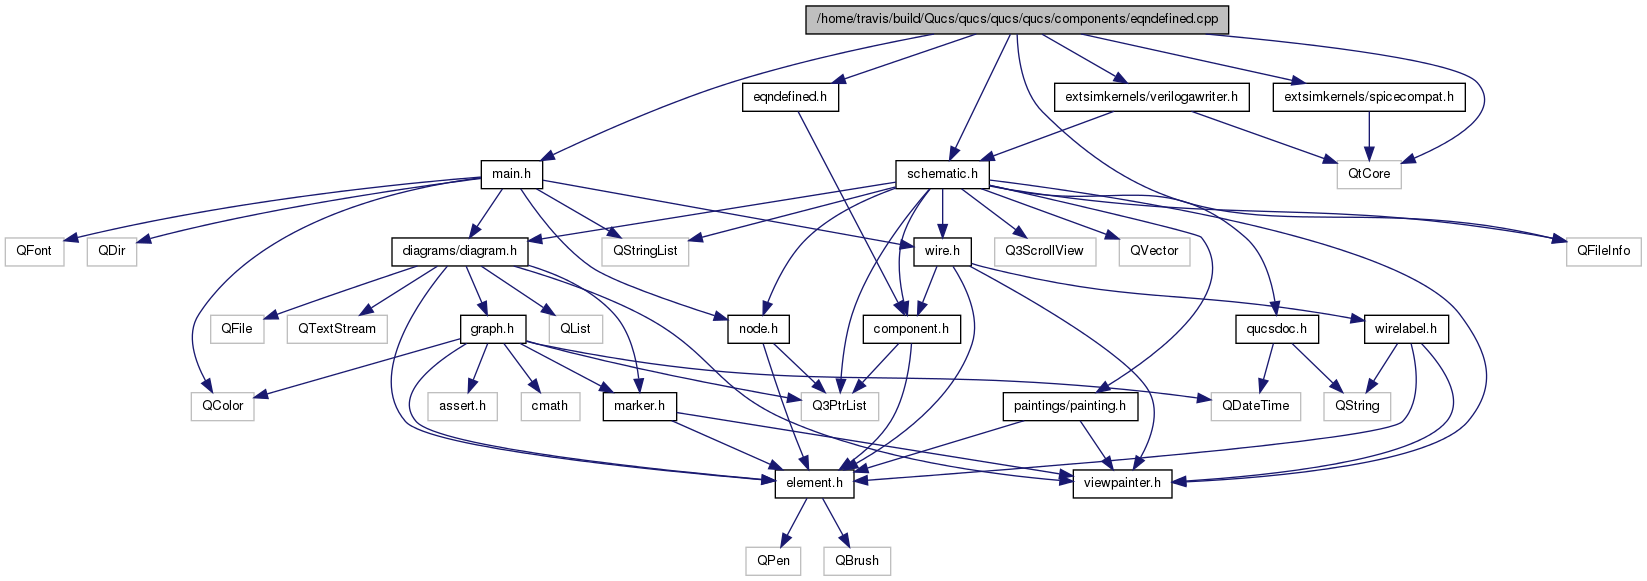 /home/travis/build/Qucs/qucs/qucs/qucs/components/eqndefined.cpp
eqndefined.h
extsimkernels/verilogawriter.h
extsimkernels/spicecompat.h
main.h
schematic.h
QtCore
QFont
QDir
diagrams/diagram.h
QStringList
wire.h
Q3ScrollView
QVector
QFileInfo
QFile
QTextStream
graph.h
QList
node.h
component.h
qucsdoc.h
wirelabel.h
QColor
assert.h
cmath
marker.h
Q3PtrList
paintings/painting.h
QDateTime
QString
element.h
viewpainter.h
QPen
QBrush